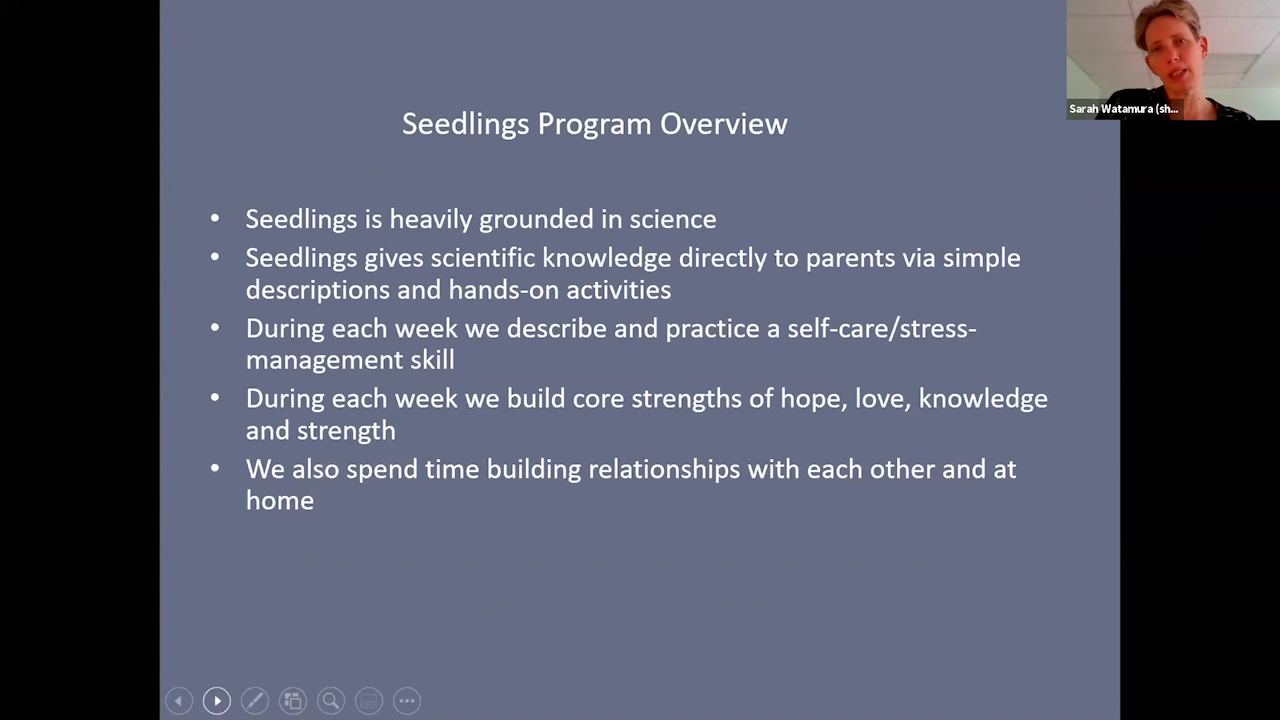 Sarah Watamura (sh...
Seedlings Program Overview
• Seedlings is heavily grounded in science
• Seedlings gives scientific knowledge directly to parents via simple
descriptions and hands-on activities
• During each week we describe and practice a self-care/stress-
management skill
• During each week we build core strengths of hope, love, knowledge
and strength
• We also spend time building relationships with each other and at
home